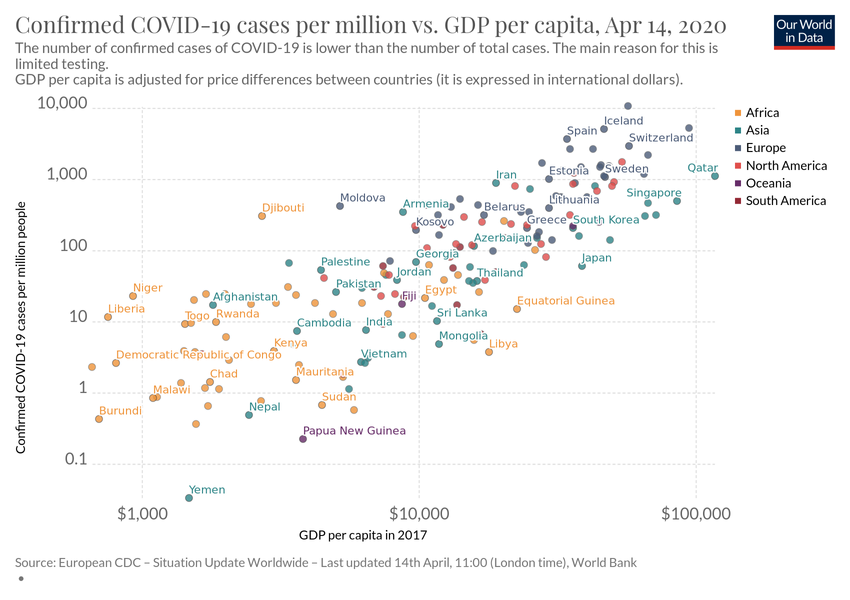 Confirmed COVID-19 cases per million vs. GDP per capita, Apr 14, 2020
Our World
in Data
The number of confirmed cases of COVID-19 is lower than the number of total cases. The main reason for this is
limited testing.
GDP per capita is adjusted for price differences between countries (it is expressed in international dollars).
Confirmed COVID-19 cases per million people
10,000
1,000
100
10
1
0.1
Iceland
Spain
Switzerland
Qatar
Iran
Estonia
Sweden
Moldova
Singapore
Djibouti
Armenia
Belarus
Lithuania
Kosovo
Greece
South Korea
Azerbaijan
Georgia
Palestine
Japan
Jordan
Thailand
Pakistan
Niger
Afghanistan
Fiji
Egypt
Equatorial Guinea
Liberia
Togo
Rwanda
Sri Lanka
Cambodia
India
Mongolia
Kenya
Libya
Democratic Republic of Congo
Vietnam
Chad
Mauritania
Malawi
Sudan
Burundi
Nepal
Papua New Guinea
Yemen
Africa
Asia
Europe
North America
Oceania
South America
$1,000
$10,000
$100,000
GDP per capita in 2017
Source: European CDC – Situation Update Worldwide – Last updated 14th April, 11:00 (London time), World Bank